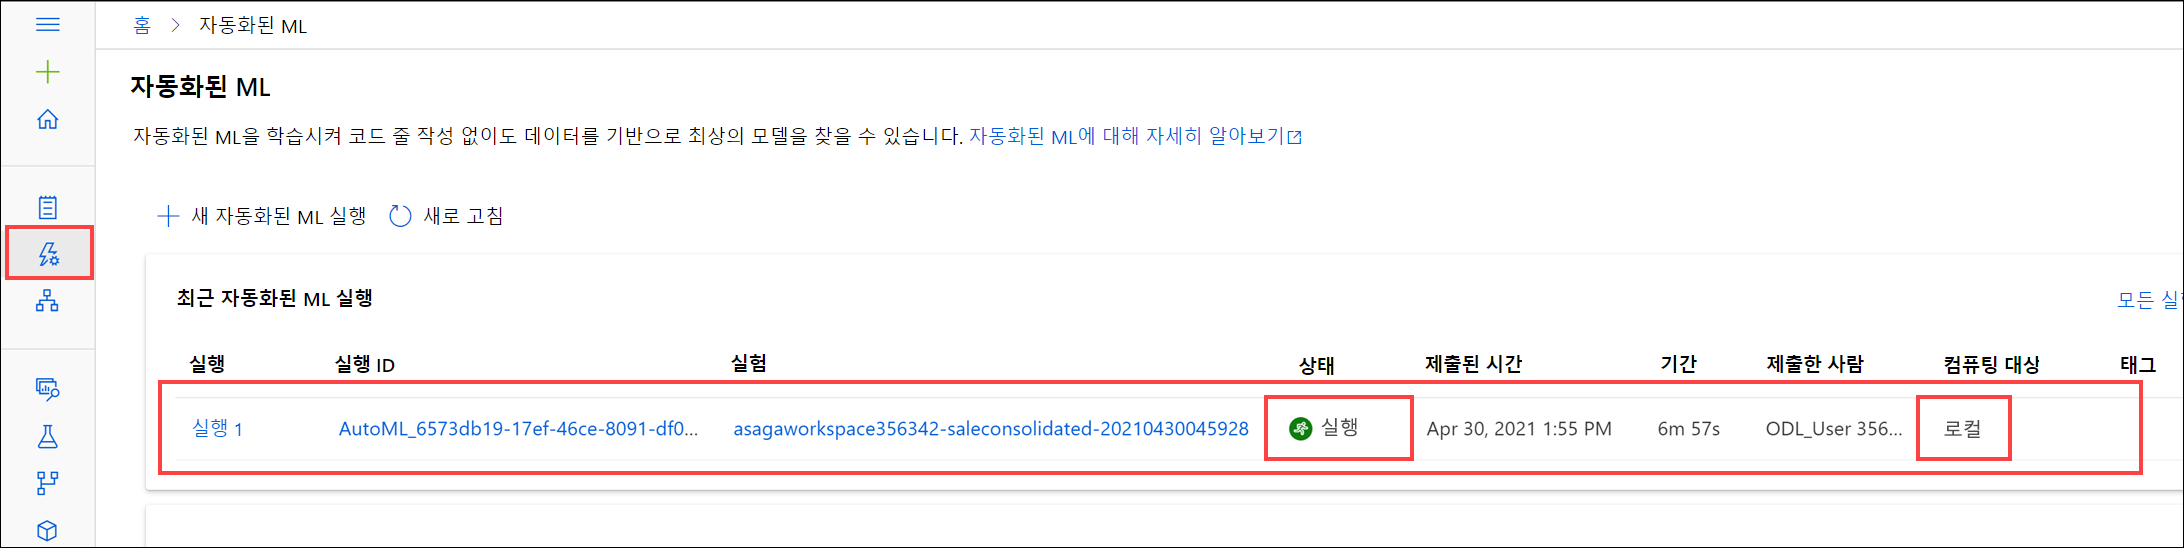 홈 > 자동화된 ML
자동화된 ML
자동화된 ML을 학습시켜 코드 줄 작성 없이도 데이터를 기반으로 최상의 모델을 찾을 수 있습니다. 자동화된 ML에 대해 자세히 알아보기
새 자동화된 ML 실행 새로 고침
최근 자동화된 ML 실행 모든
실행 실행 ID 실험 상태 제출된 시간 기간 제출한 사람 컴퓨팅 대상 태그
실행 1 AutoML_6573db19-17ef-46ce-8091-df0... asagaworkspace356342-saleconsolidated-20210430045928 실행 Apr 30, 2021 1:55 PM 6m 57s ODL_User 356... 로컬